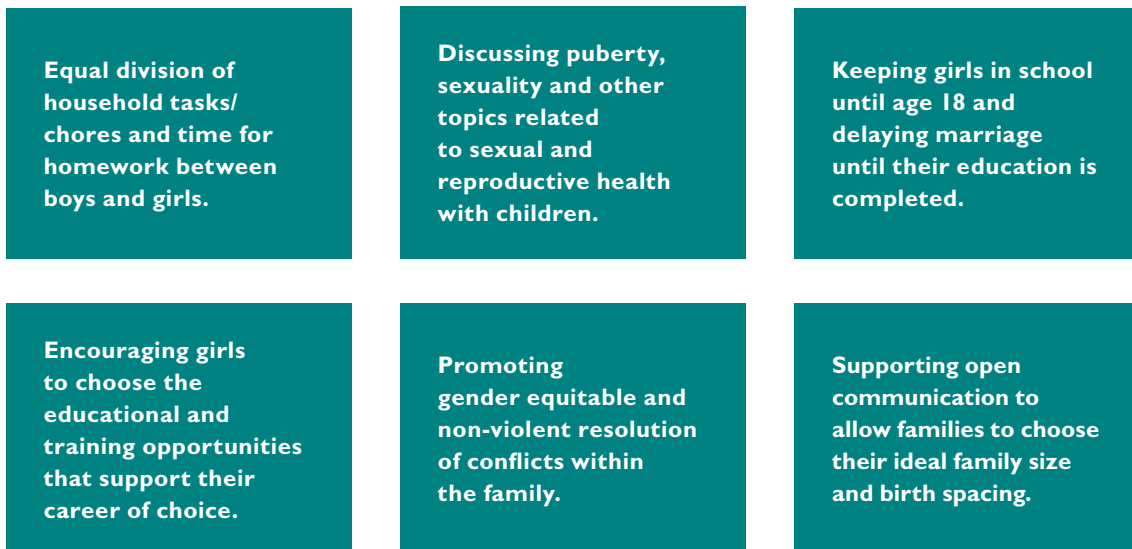 Equal division of
household tasks/
chores and time for
homework between
boys and girls.
Discussing puberty,
sexuality and other
topics related
to sexual and
reproductive health
with children.
Keeping girls in school
until age 18 and
delaying marriage
until their education is
completed.
Encouraging girls
to choose the
educational and
training opportunities
that support their
career of choice.
Promoting
gender equitable and
non-violent resolution
of conflicts within
the family.
Supporting open
communication to
allow families to choose
their ideal family size
and birth spacing.